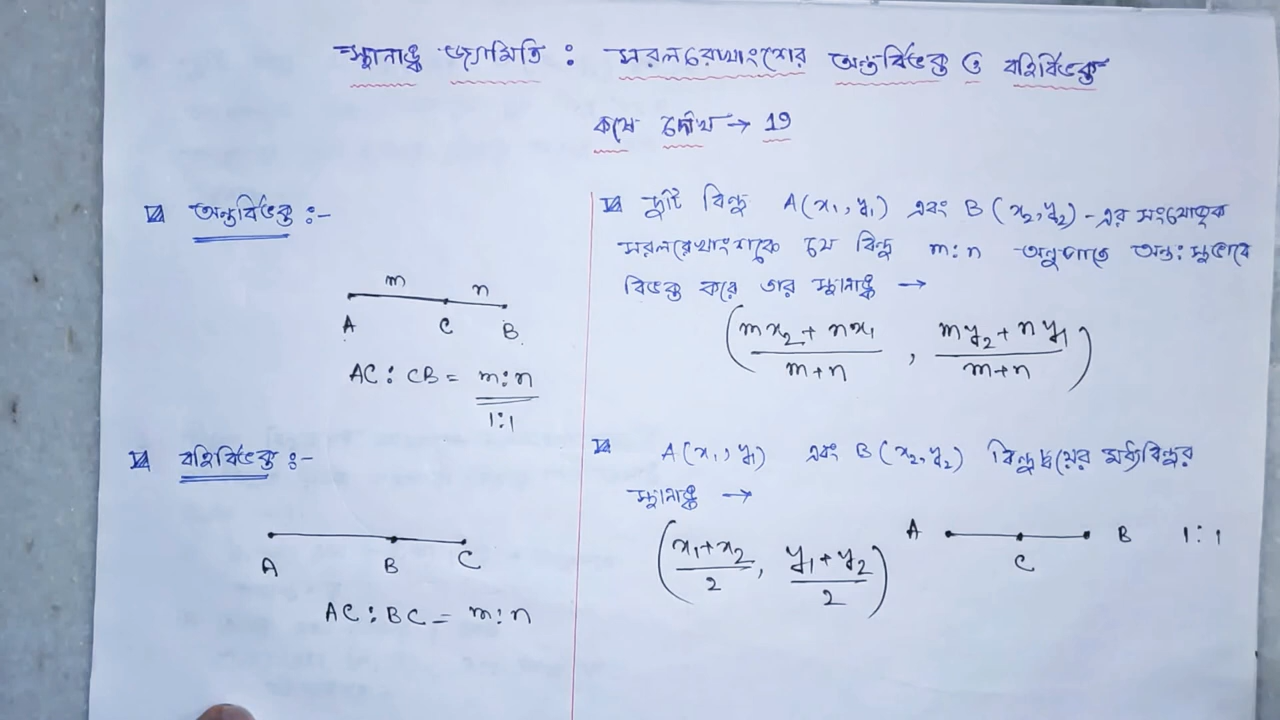 স্থানাঙ্ক জ্যামিতি : সরলরেখাংশের অন্তর্বিভক্ত ও বহির্বিভক্ত
কষে দেখি → 19
অন্তর্বিভক্ত :-
m n
A C B
AC : CB = m:n
1:1
বহির্বিভক্ত :-
A B C
AC : BC = m:n
দুটি বিন্দু A(x₁, y₁) এবং B(x₂, y₂) -এর সংযোজক
সরলরেখাংশকে যে বিন্দু m:n অনুপাতে অন্ত:স্থভাবে
বিভক্ত করে তার স্থানাঙ্ক →
((mx₂ + nx₁)/(m+n), (my₂ + ny₁)/(m+n))
A(x₁, y₁) এবং B(x₂, y₂) বিন্দুদ্বয়ের মধ্যবিন্দুর
স্থানাঙ্ক →
((x₁+x₂)/2, (y₁+y₂)/2) A B 1:1
C